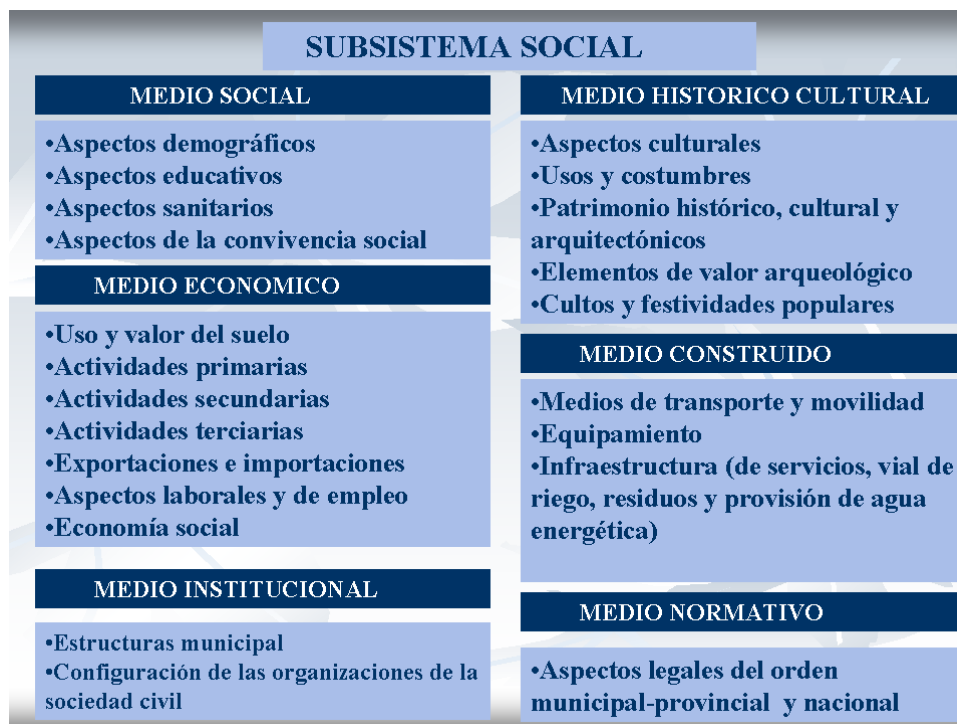 SUBSISTEMA SOCIAL
MEDIO SOCIAL
•Aspectos demográficos
•Aspectos educativos
•Aspectos sanitarios
•Aspectos de la convivencia social
MEDIO ECONOMICO
•Uso y valor del suelo
•Actividades primarias
•Actividades secundarias
•Actividades terciarias
•Exportaciones e importaciones
•Aspectos laborales y de empleo
•Economía social
MEDIO INSTITUCIONAL
•Estructuras municipal
•Configuración de las organizaciones de la
sociedad civil
MEDIO HISTORICO CULTURAL
•Aspectos culturales
•Usos y costumbres
•Patrimonio histórico, cultural y
arquitectónicos
•Elementos de valor arqueológico
•Cultos y festividades populares
MEDIO CONSTRUIDO
•Medios de transporte y movilidad
•Equipamiento
•Infraestructura (de servicios, vial de
riego, residuos y provisión de agua
energética)
MEDIO NORMATIVO
•Aspectos legales del orden
municipal-provincial y nacional